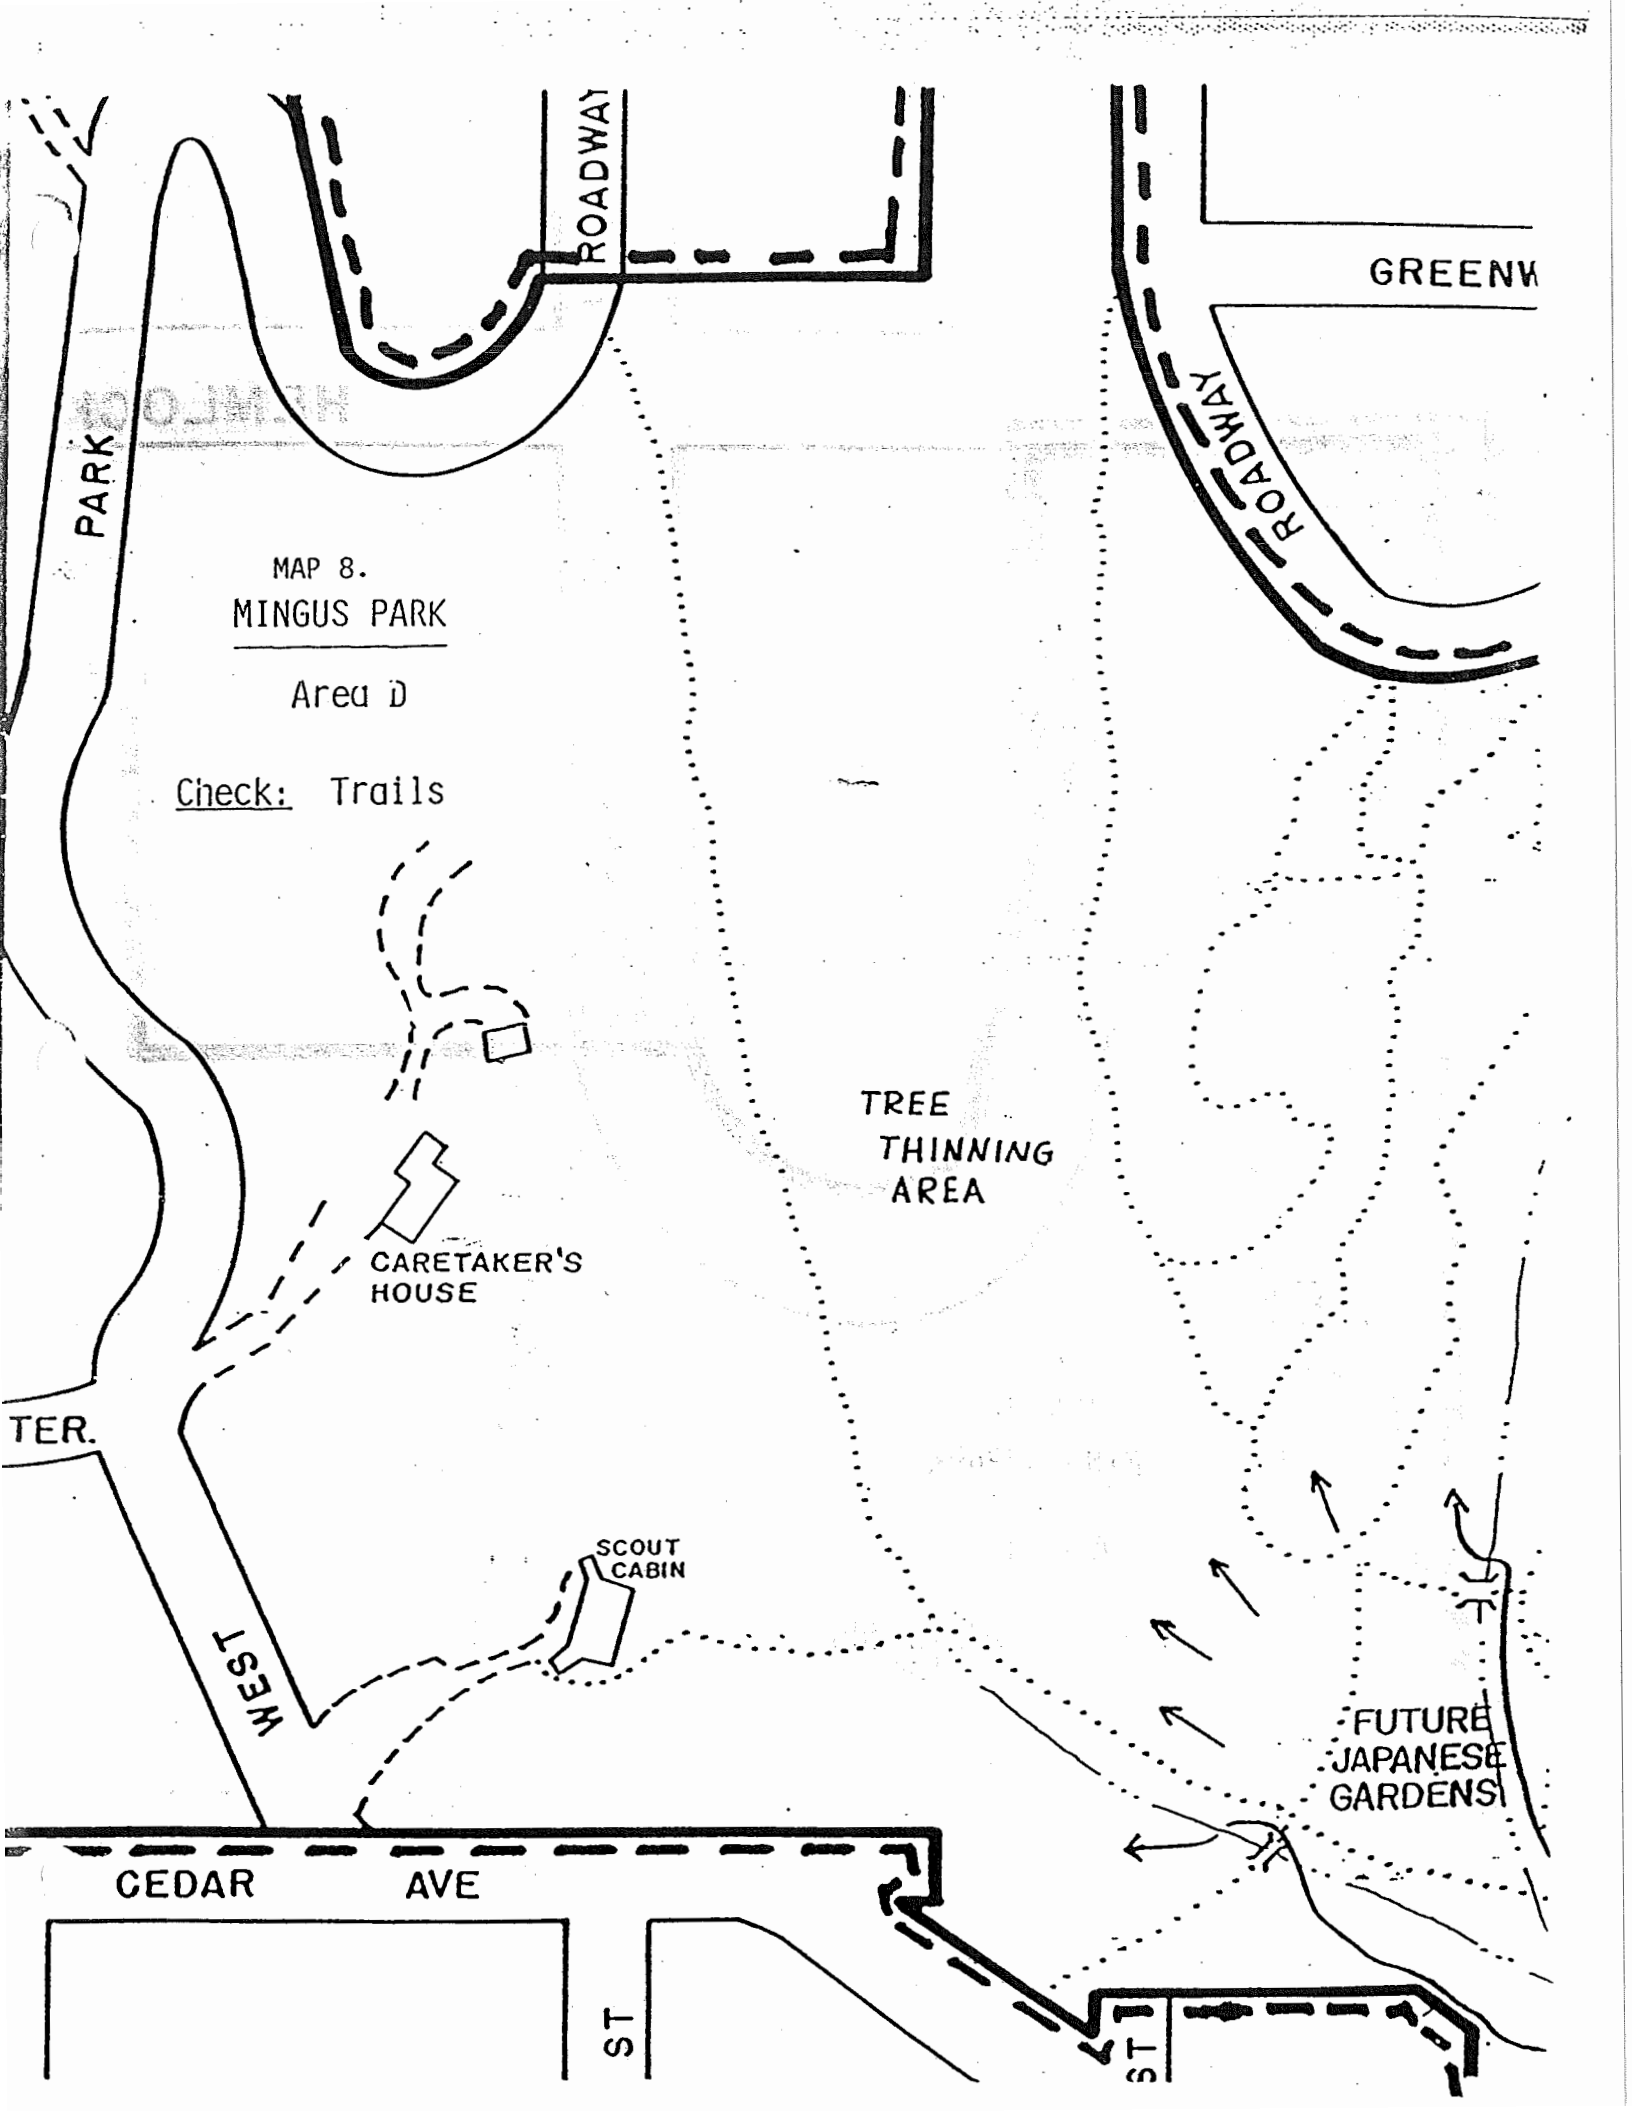 ROADWAY
GREENW
ROADWAY
PARK
MAP 8.
MINGUS PARK
Area D
Check: Trails
TREE
THINNING
AREA
CARETAKER'S
HOUSE
TER.
SCOUT
CABIN
WEST
FUTURE
JAPANESE
GARDENS
CEDAR AVE
ST
ST